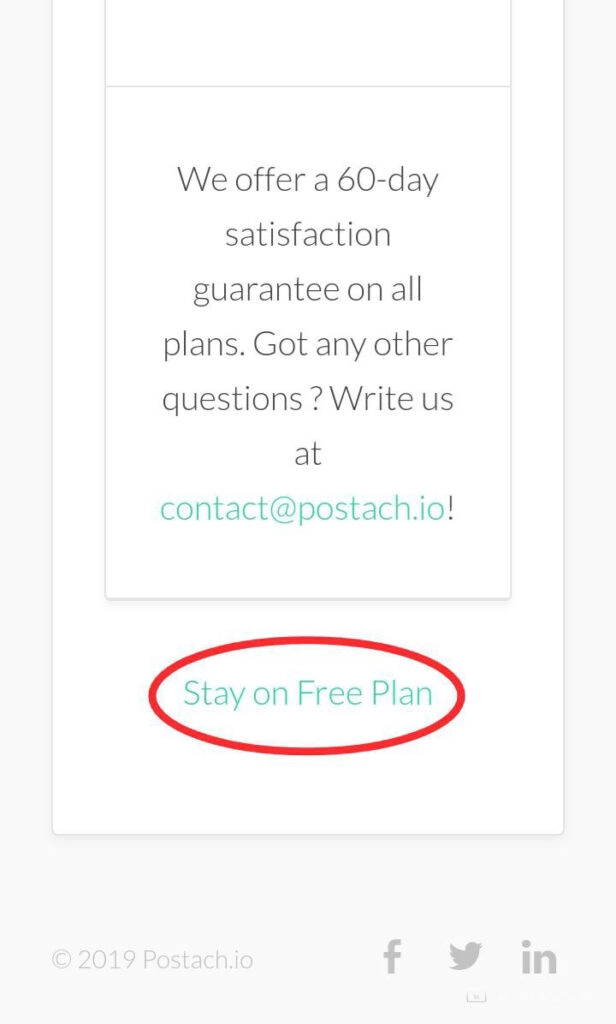 We offer a 60-day
satisfaction
guarantee on all
plans. Got any other
questions ? Write us
at
contact@postach.io!
Stay on Free Plan
© 2019 Postach.io